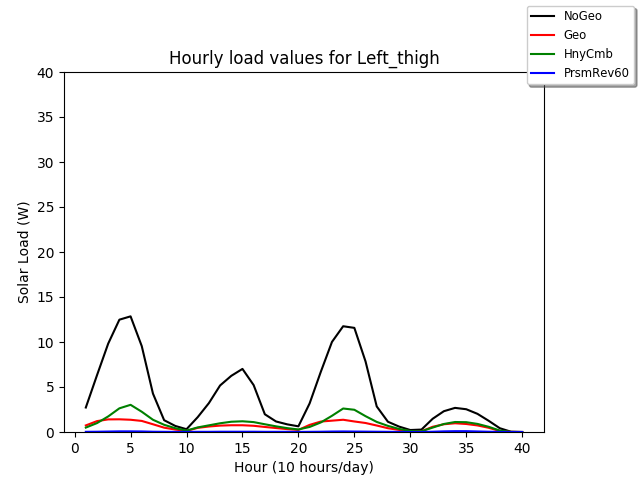 NoGeo
Geo
HnyCmb
PrsmRev60
Hourly load values for Left_thigh
40
35
30
25
20
15
10
5
0
Solar Load (W)
0 5 10 15 20 25 30 35 40
Hour (10 hours/day)